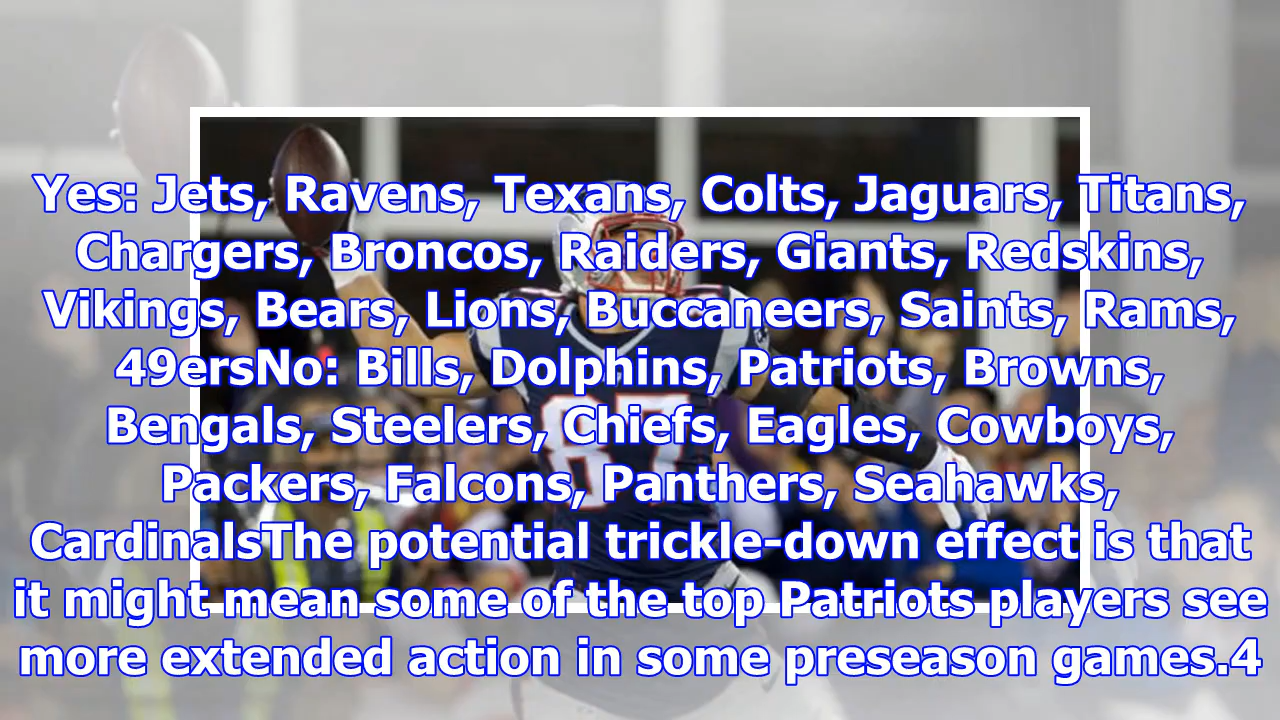 Yes: Jets, Ravens, Texans, Colts, Jaguars, Titans,
Chargers, Broncos, Raiders, Giants, Redskins,
Vikings, Bears, Lions, Buccaneers, Saints, Rams,
49ersNo: Bills, Dolphins, Patriots, Browns,
Bengals, Steelers, Chiefs, Eagles, Cowboys,
Packers, Falcons, Panthers, Seahawks,
CardinalsThe potential trickle-down effect is that
it might mean some of the top Patriots players see
more extended action in some preseason games.4
87